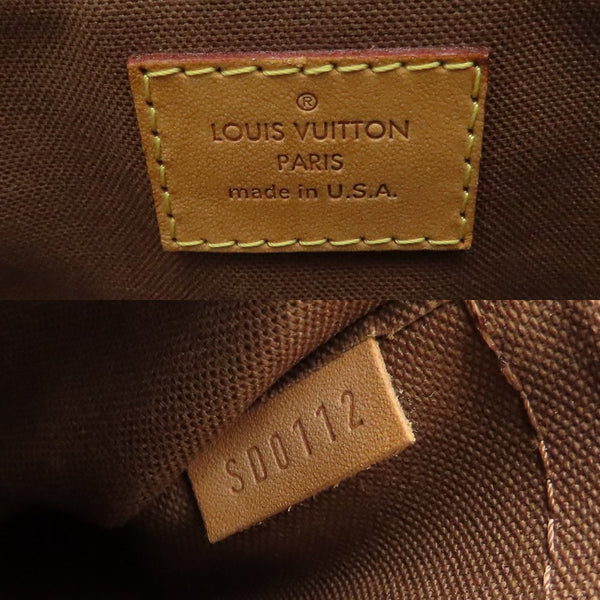 ®
LOUIS VUITTON
PARIS
made in U.S.A.
SD0112